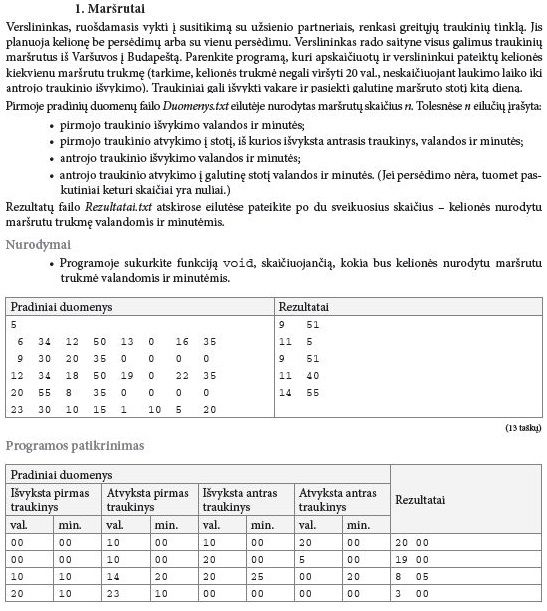 1. Maršrutai
Verslininkas, ruošdamasis vykti į susitikimą su užsienio partneriais, renkasi greitųjų traukinių tinklą. Jis
planuoja kelionę be persėdimų arba su vienu persėdimu. Verslininkas rado saityne visus galimus traukinių
maršrutus iš Varšuvos į Budapeštą. Parenkite programą, kuri apskaičiuotų ir verslininkui pateiktų kelionės
kiekvienu maršrutu trukmę (tarkime, kelionės trukmė negali viršyti 20 val., neskaičiuojant laukimo laiko iki
antrojo traukinio išvykimo). Traukiniai gali išvykti vakare ir pasiekti galutinę maršruto stotį kitą dieną.
Pirmoje pradinių duomenų failo Duomenys.txt eilutėje nurodytas maršrutų skaičius n. Tolesnėse n eilučių įrašyta:
• pirmojo traukinio išvykimo valandos ir minutės;
• pirmojo traukinio atvykimo į stotį, iš kurios išvyksta antrasis traukinys, valandos ir minutės;
• antrojo traukinio išvykimo valandos ir minutės;
• antrojo traukinio atvykimo į galutinę stotį valandos ir minutės. (Jei persėdimo nėra, tuomet pas-
kutiniai keturi skaičiai yra nuliai.)
Rezultatų failo Rezultatai.txt atskirose eilutėse pateikite po du sveikuosius skaičius – kelionės nurodytu
maršrutu trukmę valandomis ir minutėmis.
Nurodymai
• Programoje sukurkite funkciją void, skaičiuojančią, kokia bus kelionės nurodytu maršrutu
trukmė valandomis ir minutėmis.
Pradiniai duomenys Rezultatai
5 9 51
6 34 12 50 13 0 16 35 11 5
9 30 20 35 0 0 0 0 9 51
12 34 18 50 19 0 22 35 11 40
20 55 8 35 0 0 0 0 14 55
23 30 10 15 1 10 5 20
(13 taškų)
Programos patikrinimas
Pradiniai duomenys
Išvyksta pirmas traukinys Atvyksta pirmas traukinys Išvyksta antras traukinys Atvyksta antras traukinys Rezultatai
val. min. val. min. val. min. val. min.
00 00 10 00 10 00 20 00 20 00
00 00 10 00 20 00 5 00 19 00
10 10 14 20 20 25 00 20 8 05
20 10 23 10 00 00 00 00 3 00